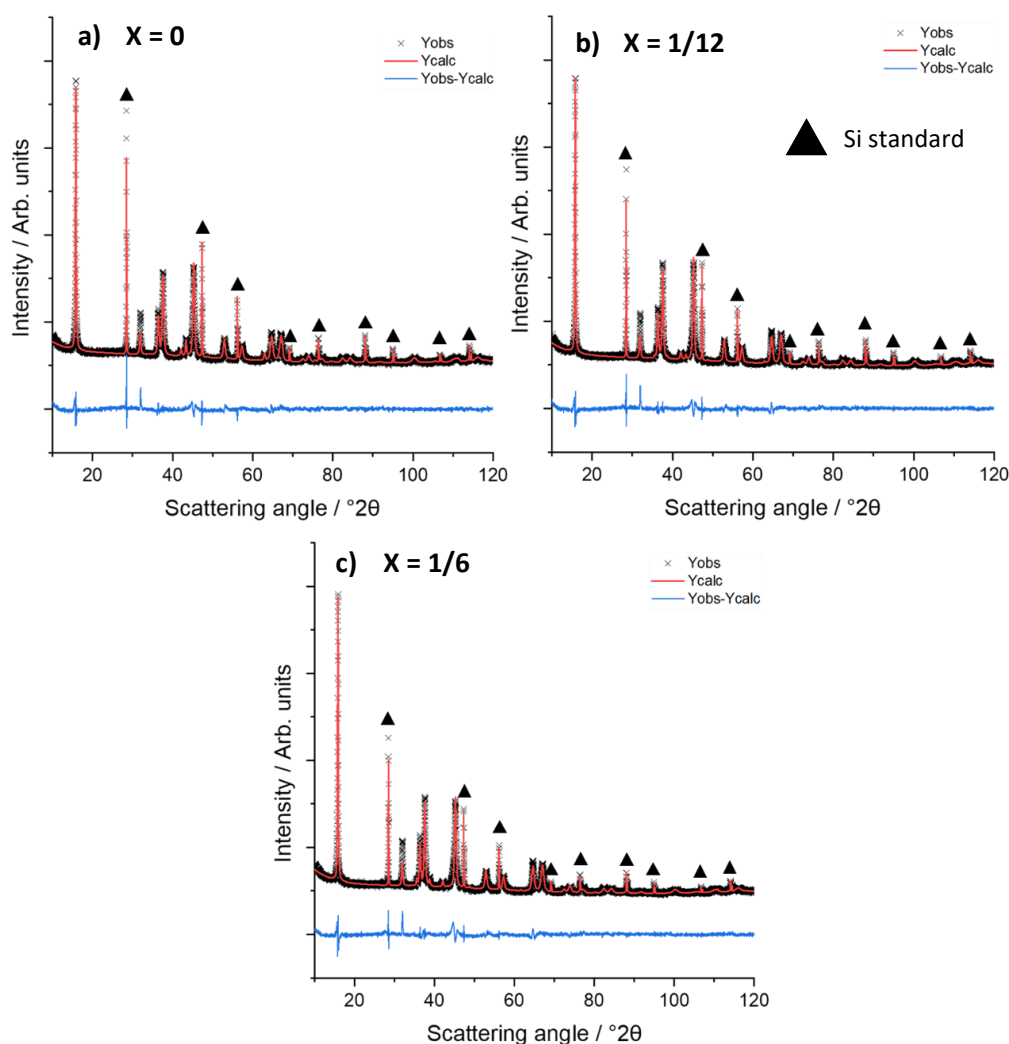 a) X = 0
Yobs
Ycalc
Yobs-Ycalc
Intensity / Arb. units
20 40 60 80 100 120
Scattering angle / °2θ
b) X = 1/12
Yobs
Ycalc
Yobs-Ycalc
Si standard
Intensity / Arb. units
20 40 60 80 100 120
Scattering angle / °2θ
c) X = 1/6
Yobs
Ycalc
Yobs-Ycalc
Intensity / Arb. units
20 40 60 80 100 120
Scattering angle / °2θ